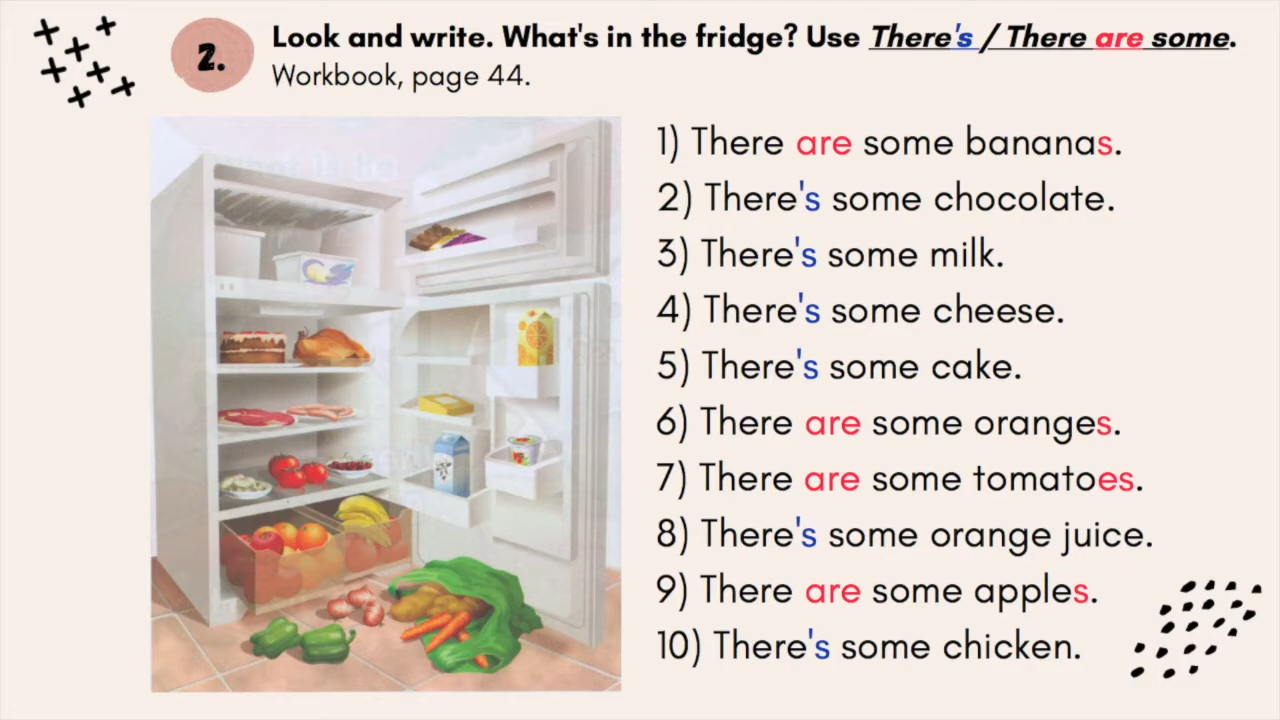 2.
Look and write. What's in the fridge? Use There's / There are some.
Workbook, page 44.
1) There are some bananas.
2) There's some chocolate.
3) There's some milk.
4) There's some cheese.
5) There's some cake.
6) There are some oranges.
7) There are some tomatoes.
8) There's some orange juice.
9) There are some apples.
10) There's some chicken.